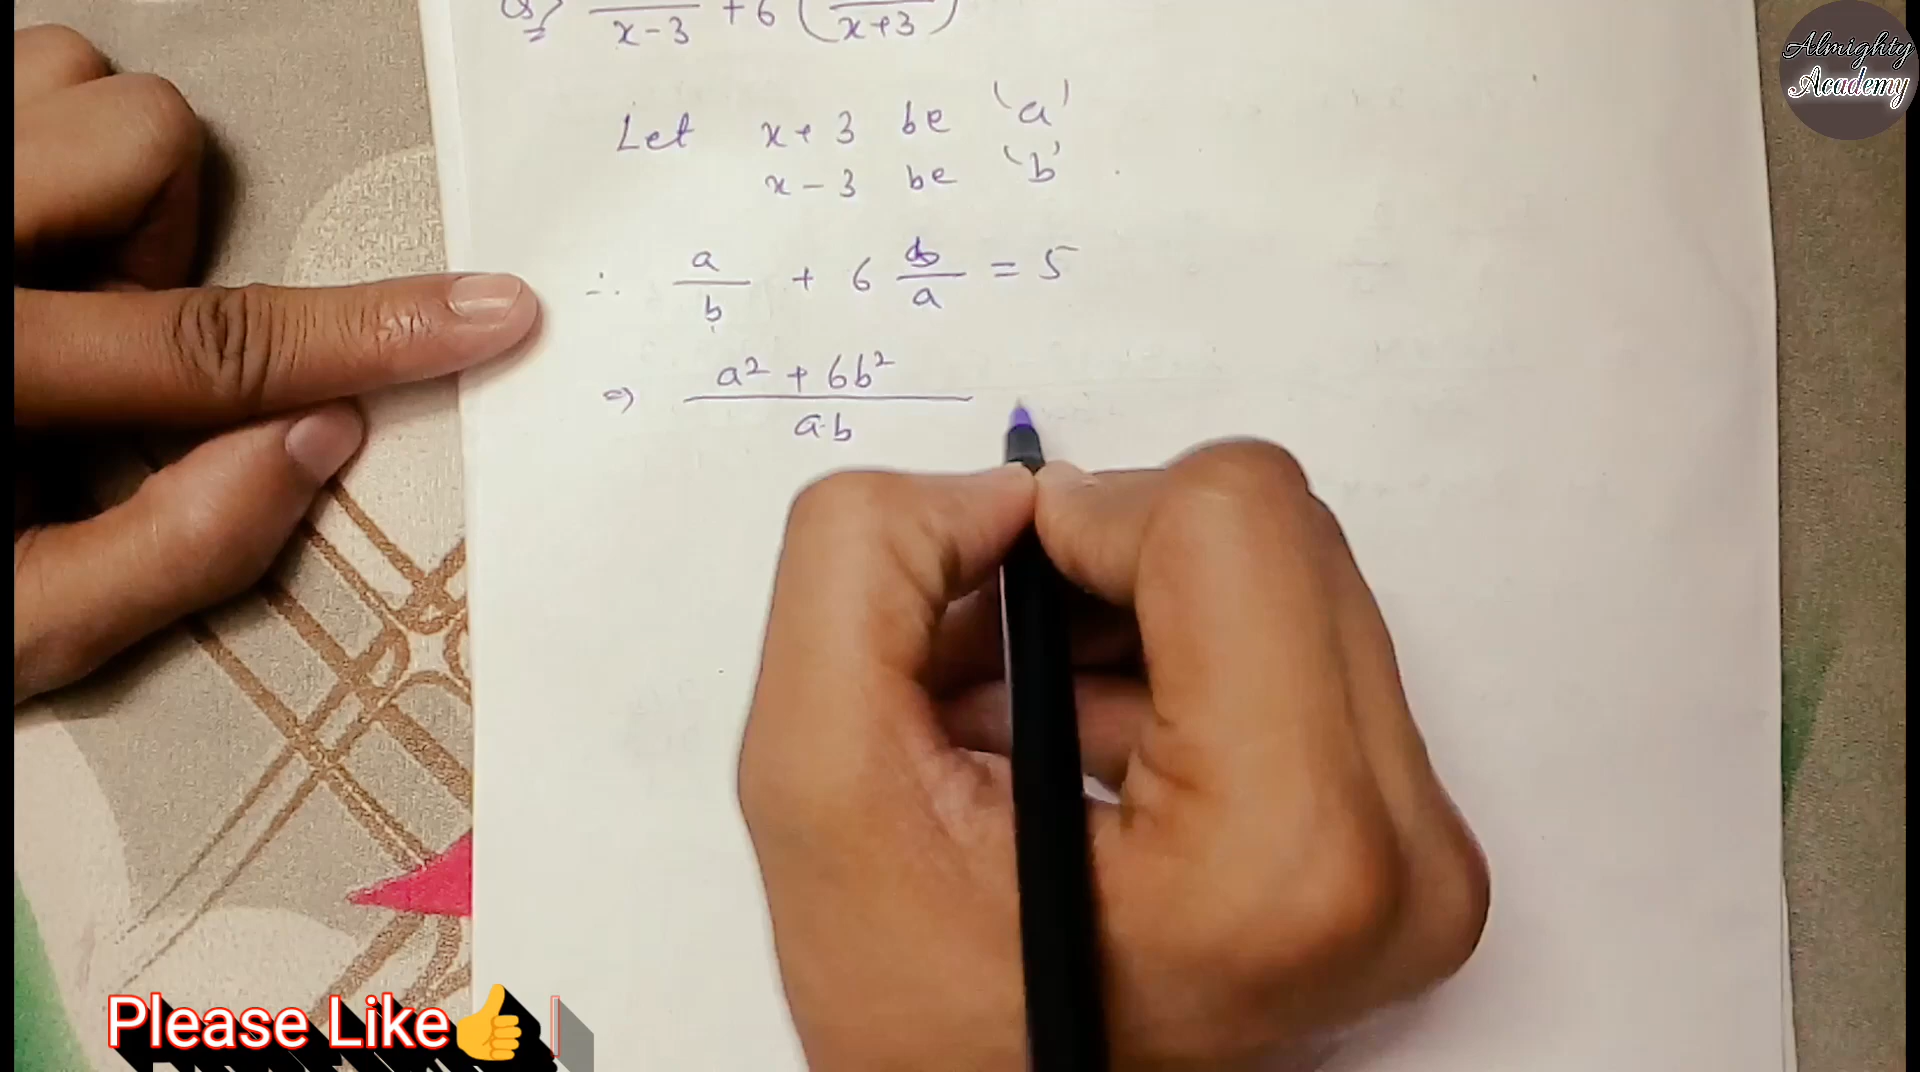 Q) x-3 + 6 ( x+3 )
Let x+3 be 'a'
x-3 be 'b'
∴ a/b + 6 b/a = 5
⇒ a² + 6b² / a·b
Almighty
Academy
Please Like👍